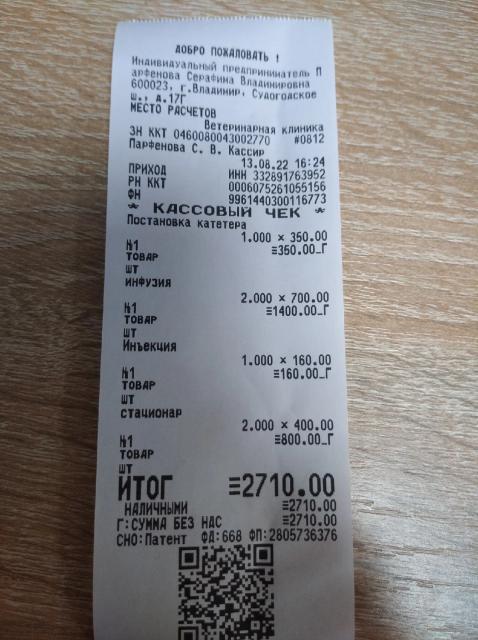 ДОБРО ПОЖАЛОВАТЬ !
Индивидуальный предприниматель П
арфенова Серафина Владимировна
600023, г.Владимир, Судогодское
ш., д.17Г
МЕСТО РАСЧЕТОВ
Ветеринарная клиника
ЗН ККТ 0460080043002770 #0812
Парфенова С. В. Кассир
13.08.22 16:24
ПРИХОД ИНН 332891763952
РН ККТ 0006075261055156
ФН 9961440300116773
* КАССОВЫЙ ЧЕК *
Постановка катетера
1.000 × 350.00
№1 ≡350.00_Г
ТОВАР
шт
инфузия
2.000 × 700.00
№1 ≡1400.00_Г
ТОВАР
шт
Инъекция
1.000 × 160.00
№1 ≡160.00_Г
ТОВАР
шт
стационар
2.000 × 400.00
№1 ≡800.00_Г
ТОВАР
шт
ИТОГ ≡2710.00
НАЛИЧНЫМИ ≡2710.00
Г:СУММА БЕЗ НДС ≡2710.00
СНО:Патент ФД:668 ФП:2805736376